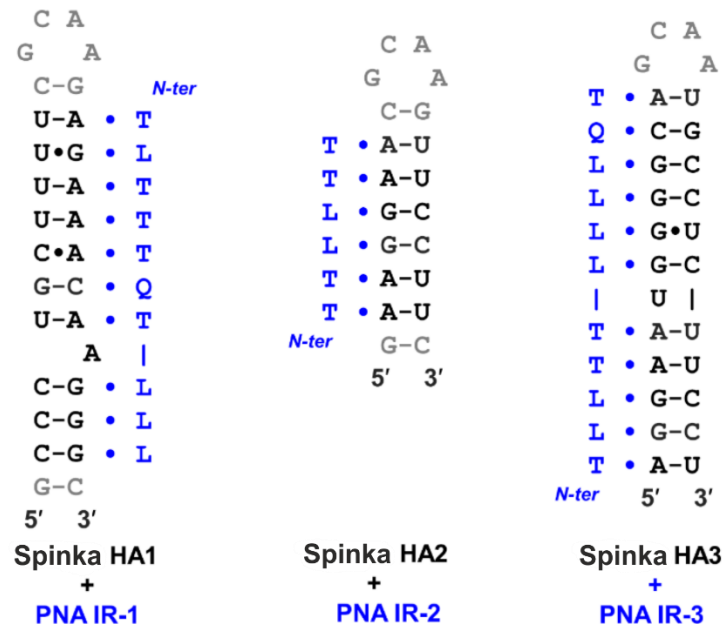 C A
G A
C-G N-ter
U-A • T
U•G • L
U-A • T
U-A • T
C•A • T
G-C • Q
U-A • T
A |
C-G • L
C-G • L
C-G • L
G-C
5′ 3′
Spinka HA1
+
PNA IR-1
C A
G A
C-G
T • A-U
T • A-U
L • G-C
L • G-C
T • A-U
T • A-U
N-ter G-C
5′ 3′
Spinka HA2
+
PNA IR-2
C A
G A
T • A-U
Q • C-G
L • G-C
L • G-C
L • G•U
L • G-C
| U |
T • A-U
T • A-U
L • G-C
L • G-C
T • A-U
N-ter 5′ 3′
Spinka HA3
+
PNA IR-3